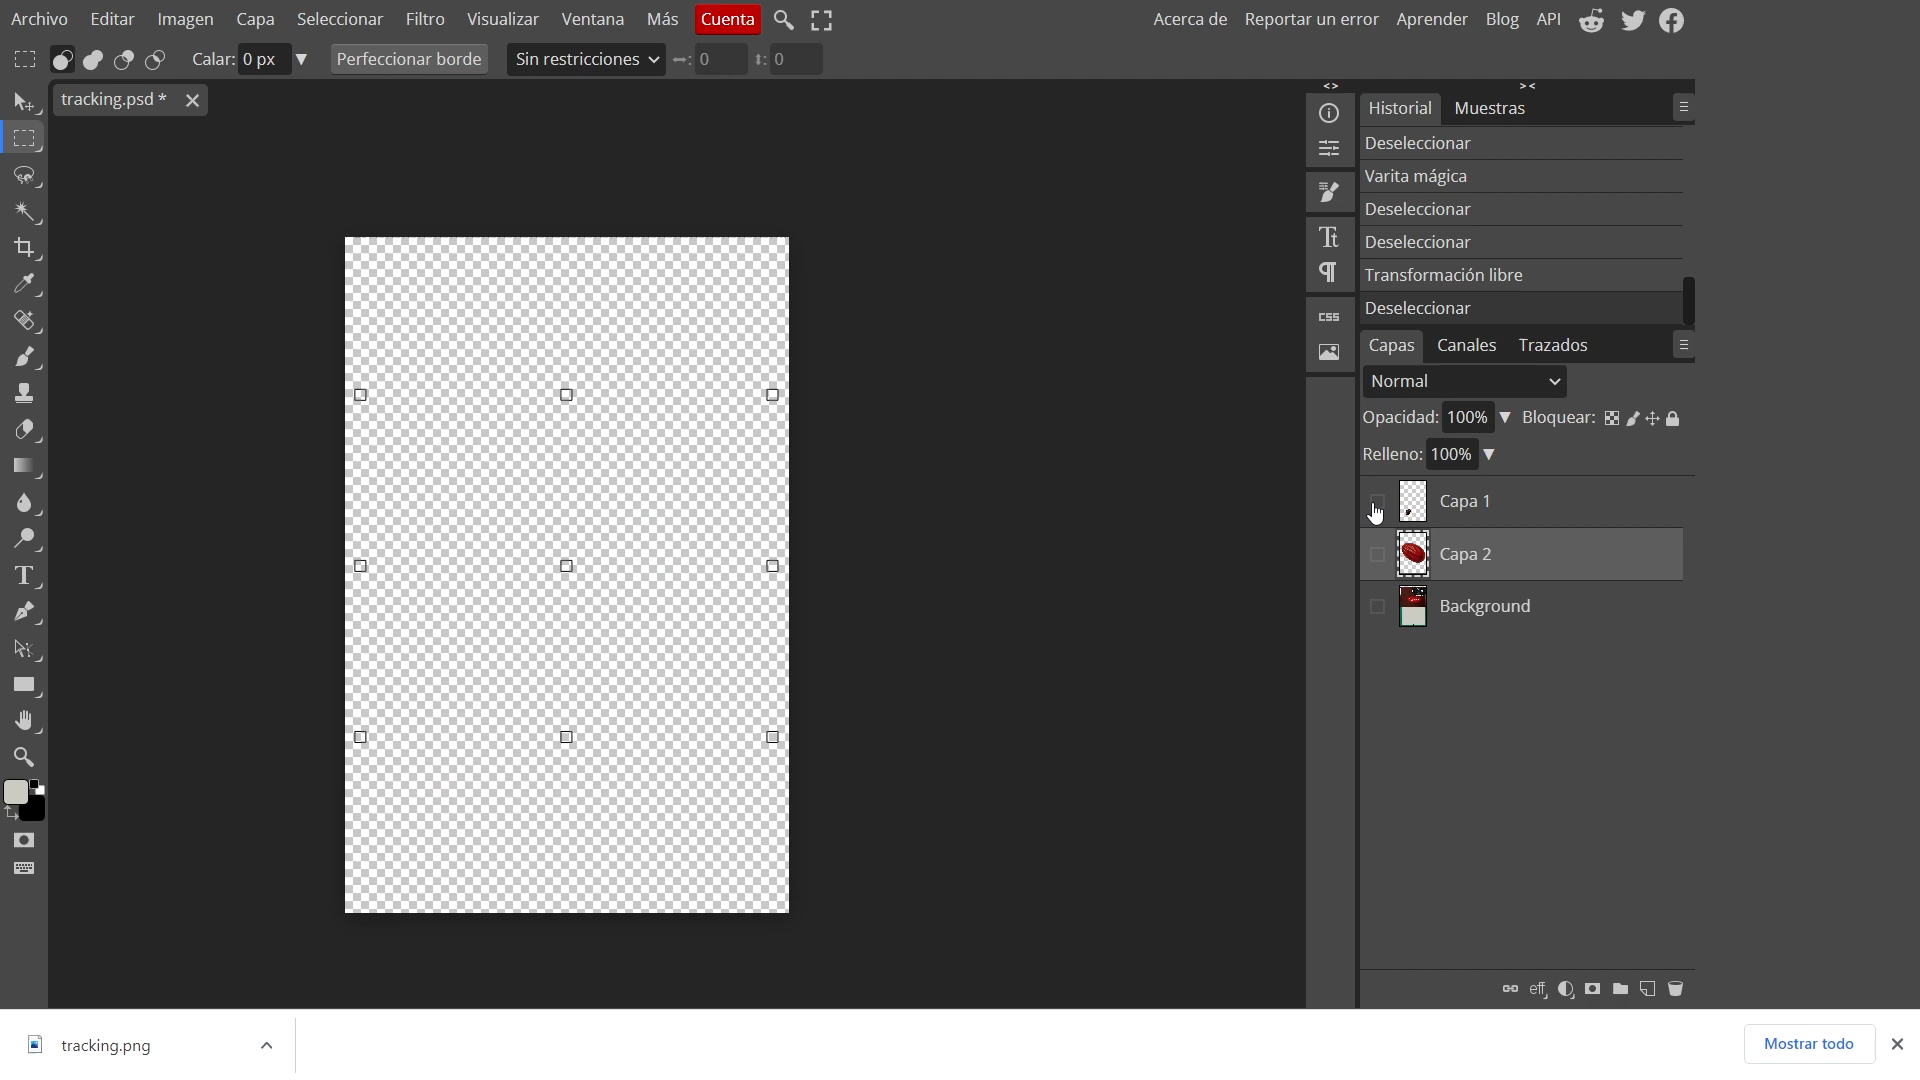 Archivo Editar Imagen Capa Seleccionar Filtro Visualizar Ventana Más Cuenta Acerca de Reportar un error Aprender Blog API
Calar: 0 px Perfeccionar borde Sin restricciones 0 0
tracking.psd *
Historial Muestras
Deseleccionar
Varita mágica
Deseleccionar
Deseleccionar
Transformación libre
Deseleccionar
CSS
Capas Canales Trazados
Normal
Opacidad: 100% Bloquear:
Relleno: 100%
Capa 1
Capa 2
Background
eff
tracking.png Mostrar todo